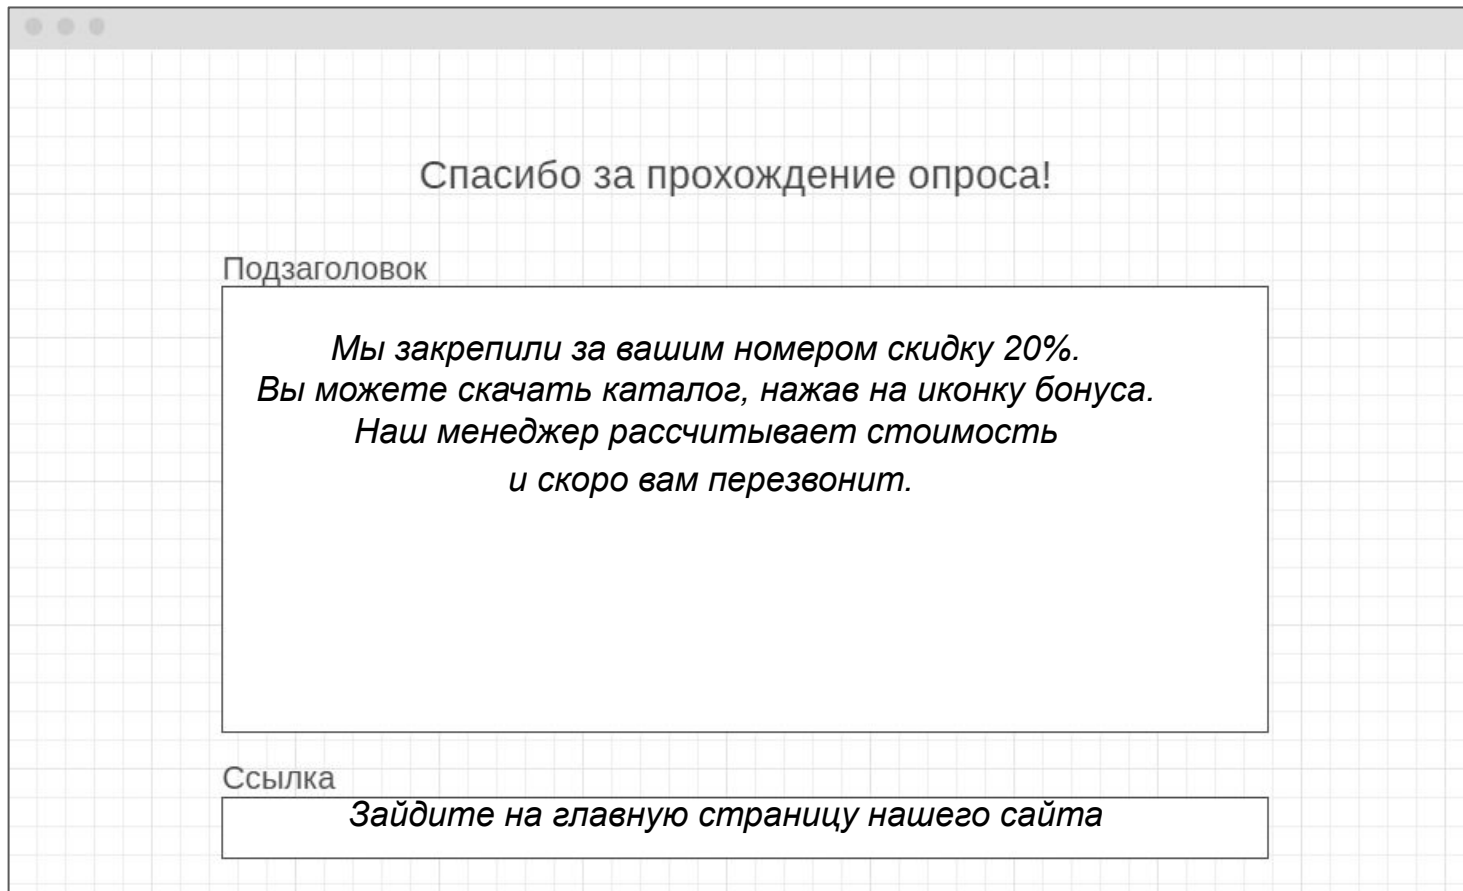 Спасибо за прохождение опроса!
Подзаголовок
Мы закрепили за вашим номером скидку 20%.
Вы можете скачать каталог, нажав на иконку бонуса.
Наш менеджер рассчитывает стоимость
и скоро вам перезвонит.
Ссылка
Зайдите на главную страницу нашего сайта